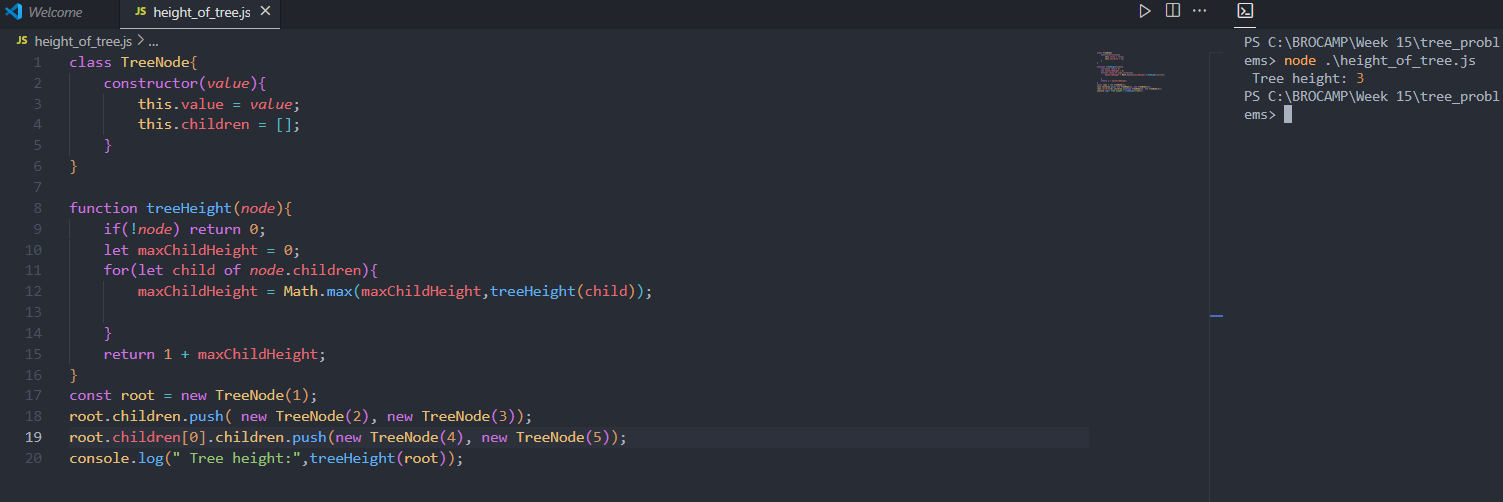 Welcome
JS height_of_tree.js ✕
JS height_of_tree.js > ...
1 class TreeNode{
2     constructor(value){
3         this.value = value;
4         this.children = [];
5     }
6 }
7
8 function treeHeight(node){
9     if(!node) return 0;
10     let maxChildHeight = 0;
11     for(let child of node.children){
12         maxChildHeight = Math.max(maxChildHeight,treeHeight(child));
13
14     }
15     return 1 + maxChildHeight;
16 }
17 const root = new TreeNode(1);
18 root.children.push( new TreeNode(2), new TreeNode(3));
19 root.children[0].children.push(new TreeNode(4), new TreeNode(5));
20 console.log(" Tree height:",treeHeight(root));
PS C:\BROCAMP\Week 15\tree_probl
ems> node .\height_of_tree.js
 Tree height: 3
PS C:\BROCAMP\Week 15\tree_probl
ems>